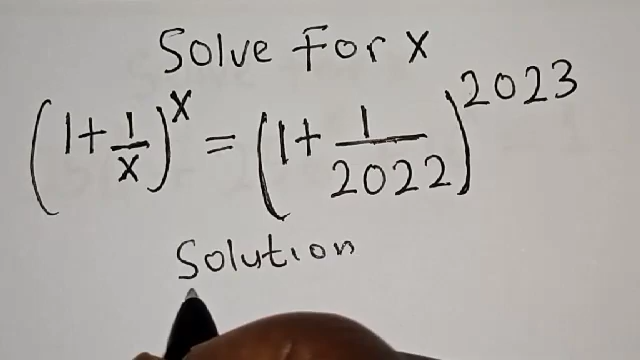 Solve For x
(1+1/x)^x = (1+1/2022)^2023
Solution